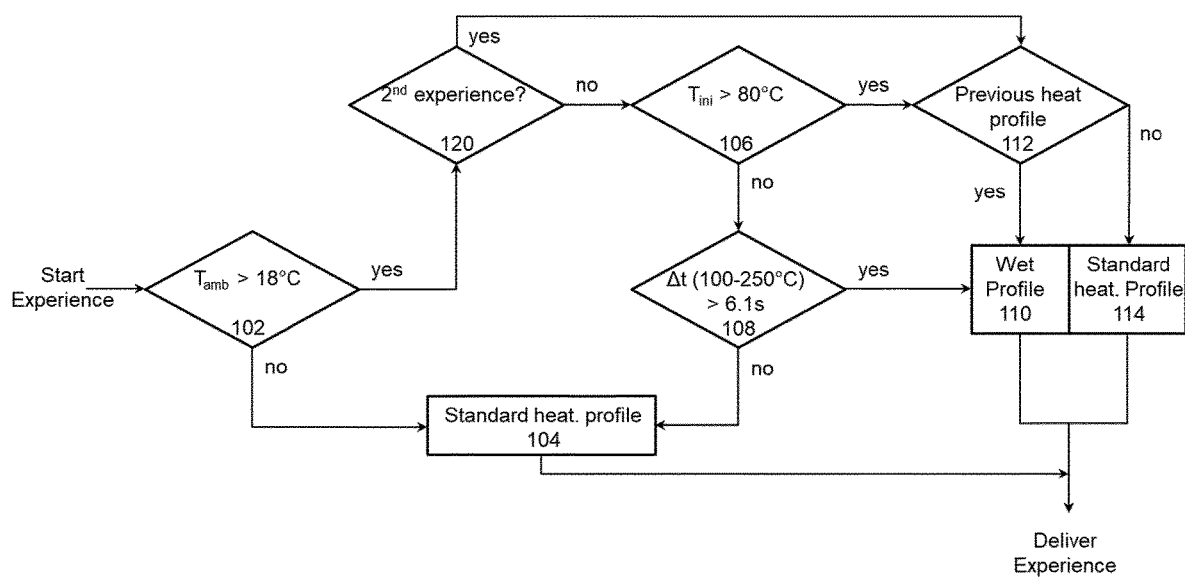 yes
2nd experience?
120
no
Tini > 80°C
106
yes
Previous heat
profile
112
no
no
yes
Start
Experience
Tamb > 18°C
102
yes
Δt (100-250°C)
> 6.1s
108
yes
Wet
Profile
110
Standard
heat. Profile
114
no
no
Standard heat. profile
104
Deliver
Experience